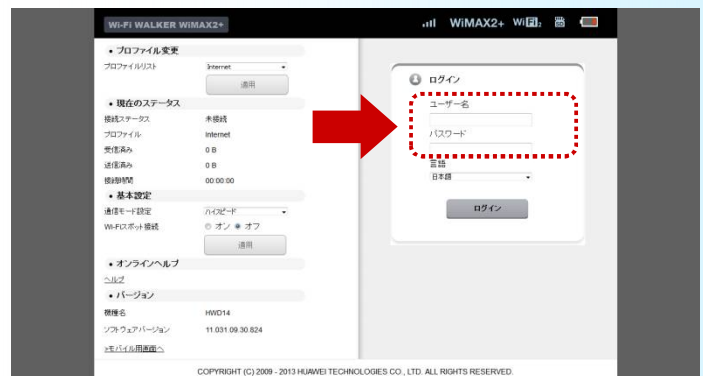 Wi-Fi WALKER WiMAX2+
WiMAX2+ WiFi
• プロファイル変更
プロファイルリスト Internet
適用
• 現在のステータス
接続ステータス 未接続
プロファイル Internet
受信済み 0 B
送信済み 0 B
接続時間 00:00:00
• 基本設定
通信モード設定 ハイスピード
Wi-Fiスポット接続 オン オフ
適用
• オンラインヘルプ
ヘルプ
• バージョン
機種名 HWD14
ソフトウェアバージョン 11.031.09.30.824
>モバイル用画面へ
ログイン
ユーザー名
パスワード
言語
日本語
ログイン
COPYRIGHT (C) 2009 - 2013 HUAWEI TECHNOLOGIES CO., LTD. ALL RIGHTS RESERVED.